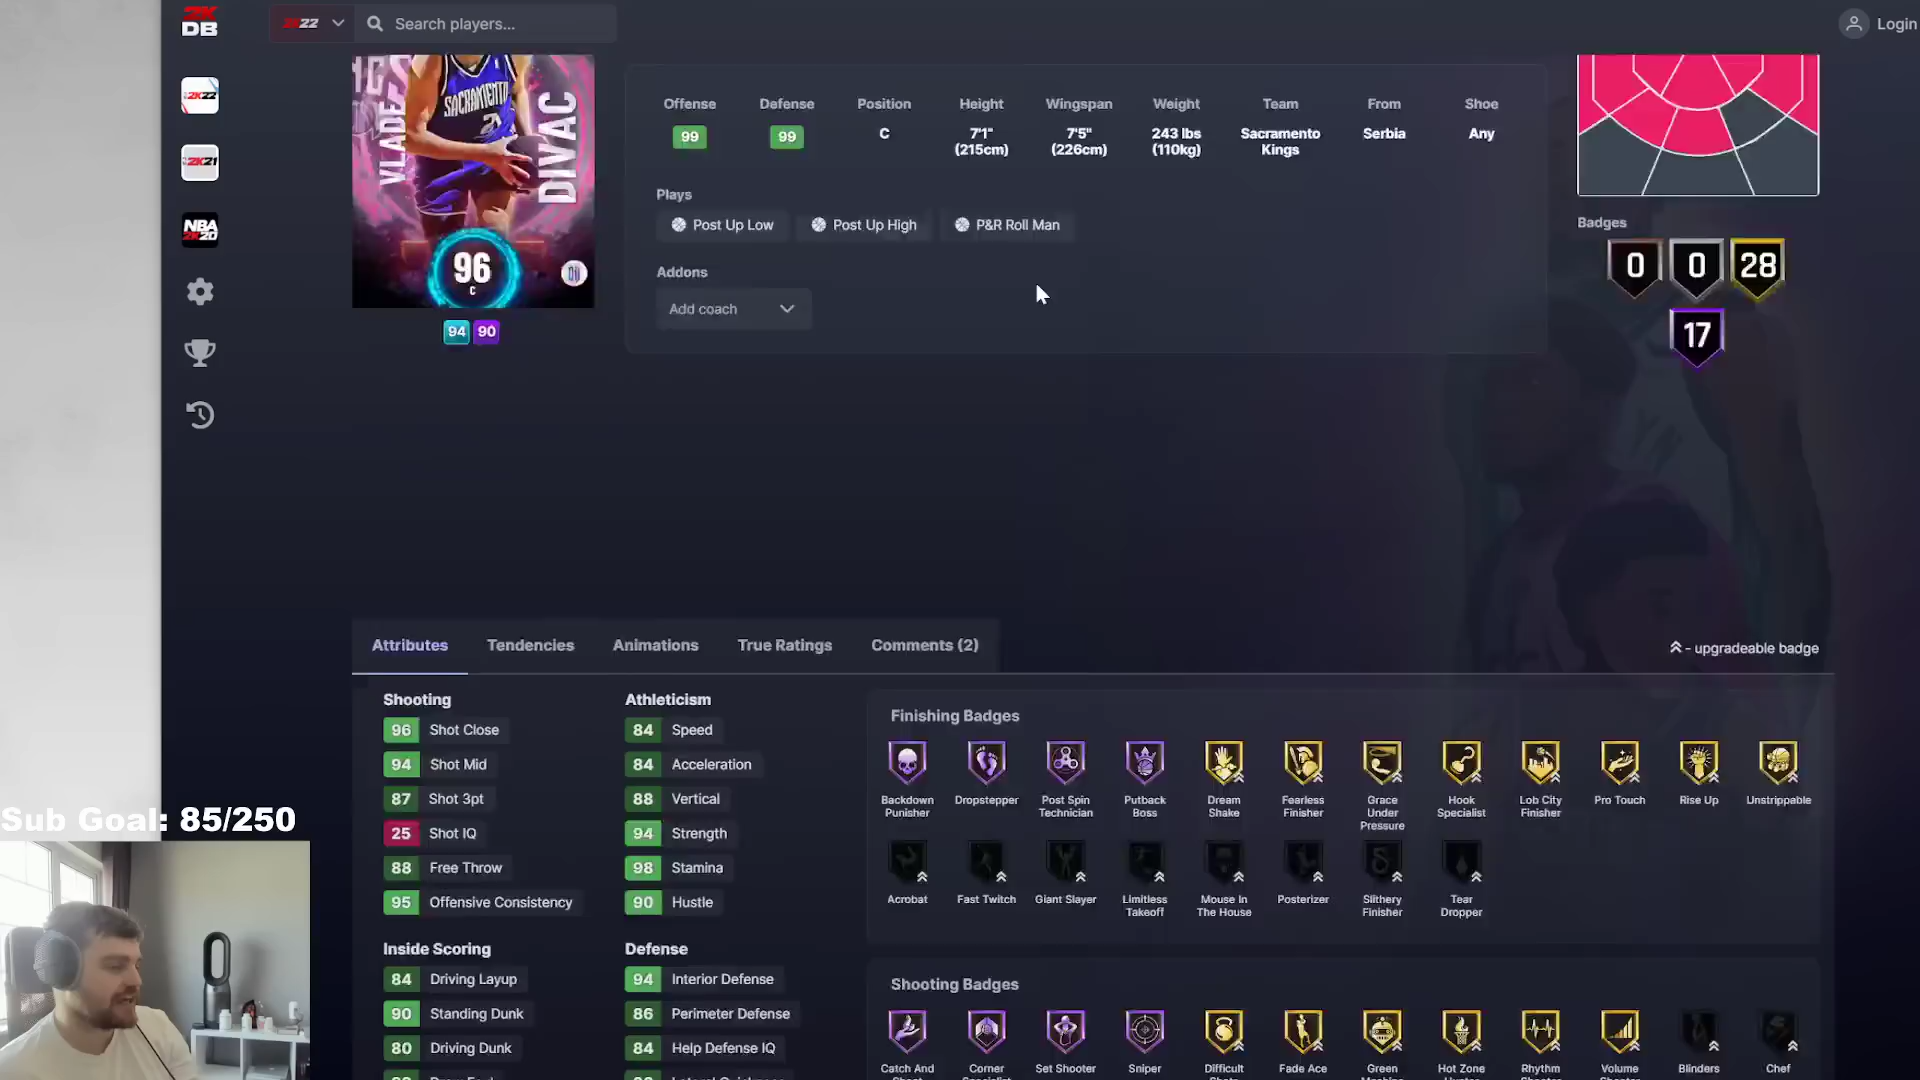 2K DB
2K22
Search players...
Login
2K22
2K21
NBA 2K20
VLADE DIVAC
SACRAMENTO
21
96
C
94 90
Offense Defense Position Height Wingspan Weight Team From Shoe
99 99 C 7'1" 7'5" 243 lbs Sacramento Serbia Any
(215cm) (226cm) (110kg) Kings
Plays
Post Up Low Post Up High P&R Roll Man
Addons
Add coach
Badges
0 0 28
17
Attributes Tendencies Animations True Ratings Comments (2)
- upgradeable badge
Shooting
96 Shot Close
94 Shot Mid
87 Shot 3pt
25 Shot IQ
88 Free Throw
95 Offensive Consistency
Inside Scoring
84 Driving Layup
90 Standing Dunk
80 Driving Dunk
Athleticism
84 Speed
84 Acceleration
88 Vertical
94 Strength
98 Stamina
90 Hustle
Defense
94 Interior Defense
86 Perimeter Defense
84 Help Defense IQ
Lateral Quickness
Finishing Badges
Backdown Dropstepper Post Spin Putback Dream Fearless Grace Hook Lob City Pro Touch Rise Up Unstrippable
Punisher Technician Boss Shake Finisher Under Specialist Finisher
Pressure
Acrobat Fast Twitch Giant Slayer Limitless Mouse In Posterizer Slithery Tear
Takeoff The House Finisher Dropper
Shooting Badges
Catch And Corner Set Shooter Sniper Difficult Fade Ace Green Hot Zone Rhythm Volume Blinders Chef
Sub Goal: 85/250